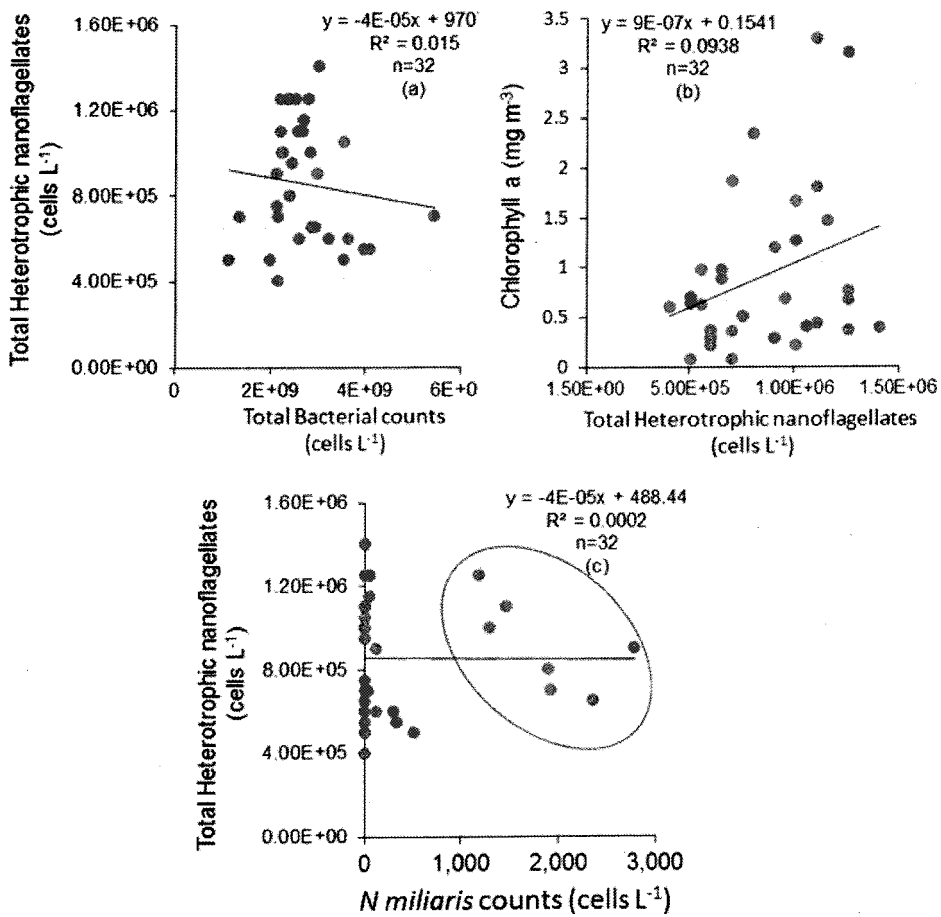 y = -4E-05x + 970
R² = 0.015
n=32
(a)
1.60E+06
1.20E+06
8.00E+05
4.00E+05
0.00E+00
Total Heterotrophic nanoflagellates
(cells L⁻¹)
0
2E+09
4E+09
6E+0
Total Bacterial counts
(cells L⁻¹)
y = 9E-07x + 0.1541
R² = 0.0938
n=32
(b)
3.5
3
2.5
2
1.5
1
0.5
0
Chlorophyll a (mg m⁻³)
1.50E+00
5.00E+05
1.00E+06
1.50E+06
Total Heterotrophic nanoflagellates
(cells L⁻¹)
y = -4E-05x + 488.44
R² = 0.0002
n=32
(c)
1.60E+06
1.20E+06
8.00E+05
4.00E+05
0.00E+00
Total Heterotrophic nanoflagellates
(cells L⁻¹)
0
1,000
2,000
3,000
N miliaris counts (cells L⁻¹)